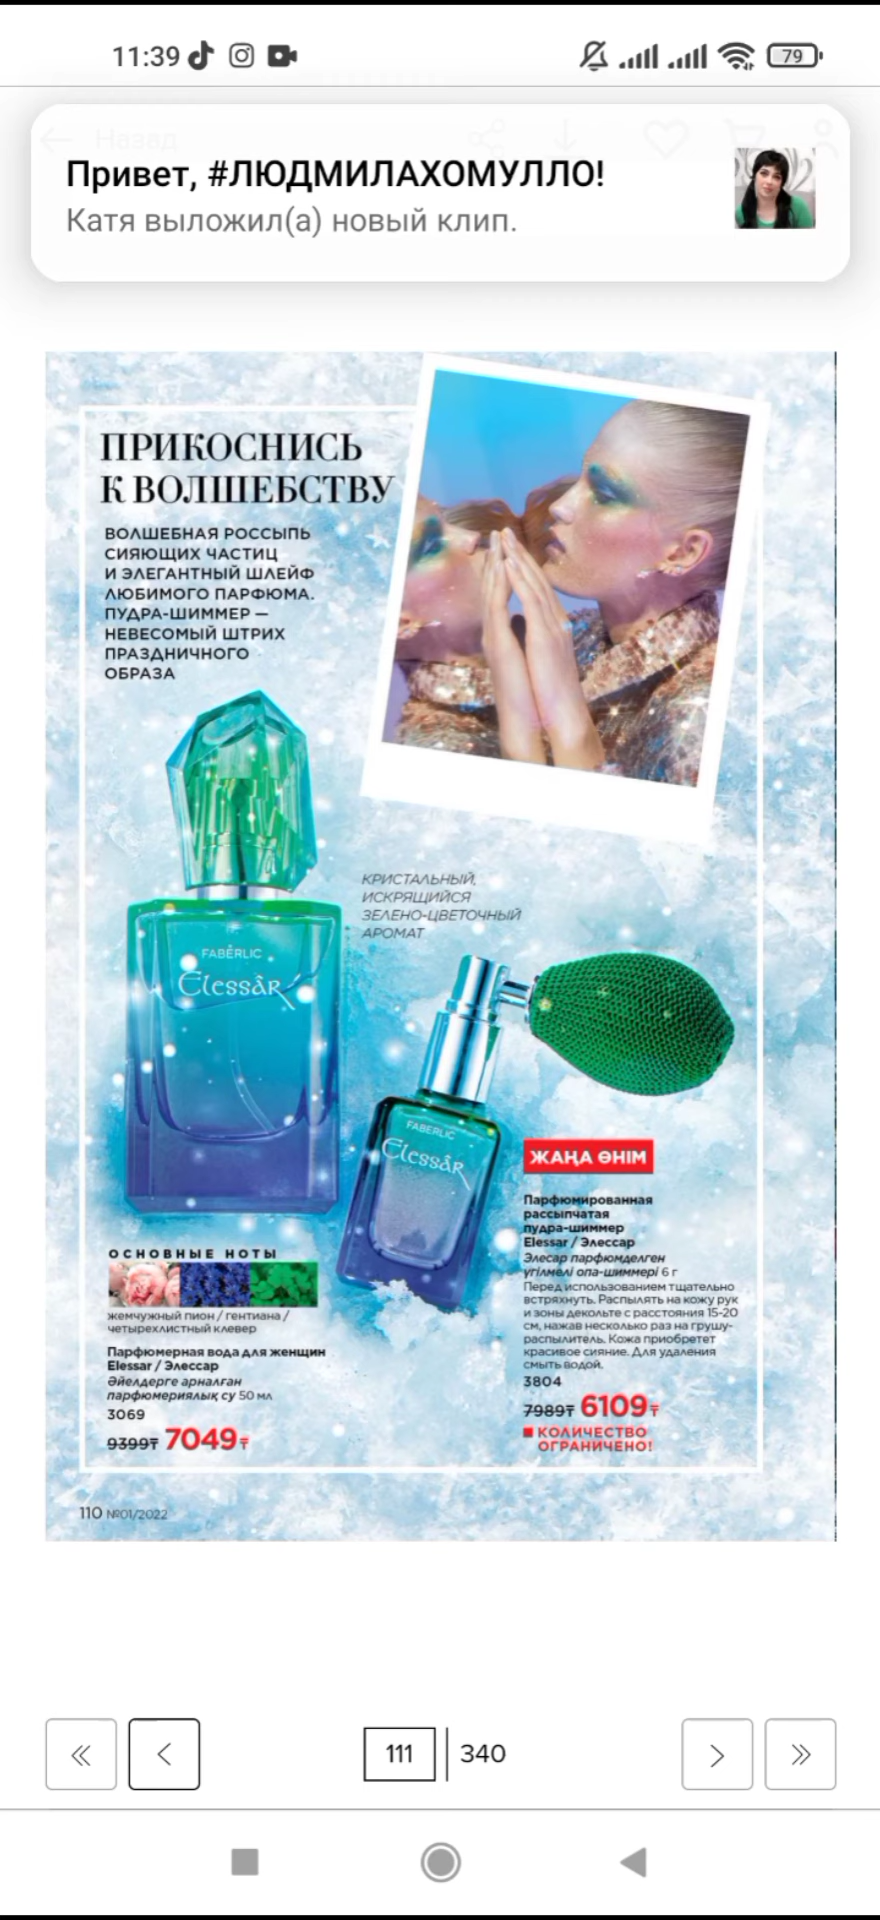 11:39
79
Назад
Привет, #ЛЮДМИЛАХОМУЛЛО!
Катя выложил(а) новый клип.
ПРИКОСНИСЬ
К ВОЛШЕБСТВУ
ВОЛШЕБНАЯ РОССЫПЬ
СИЯЮЩИХ ЧАСТИЦ
И ЭЛЕГАНТНЫЙ ШЛЕЙФ
ЛЮБИМОГО ПАРФЮМА.
ПУДРА-ШИММЕР —
НЕВЕСОМЫЙ ШТРИХ
ПРАЗДНИЧНОГО
ОБРАЗА
КРИСТАЛЬНЫЙ,
ИСКРЯЩИЙСЯ
ЗЕЛЕНО-ЦВЕТОЧНЫЙ
АРОМАТ
FABERLIC
Elessâr
FABERLIC
Elessâr
ОСНОВНЫЕ НОТЫ
жемчужный пион / гентиана /
четырехлистный клевер
Парфюмерная вода для женщин
Elessar / Элессар
Әйелдерге арналған
парфюмериялық су 50 мл
3069
9399₸ 7049₸
ЖАҢА ӨНІМ
Парфюмированная
рассыпчатая
пудра-шиммер
Elessar / Элессар
Элесар парфюмделген
үгілмелі опа-шиммері 6 г
Перед использованием тщательно
встряхнуть. Распылять на кожу рук
и зоны декольте с расстояния 15-20
см, нажав несколько раз на грушу-
распылитель. Кожа приобретет
красивое сияние. Для удаления
смыть водой.
3804
7989₸ 6109₸
КОЛИЧЕСТВО
ОГРАНИЧЕНО!
110 №01/2022
111 340